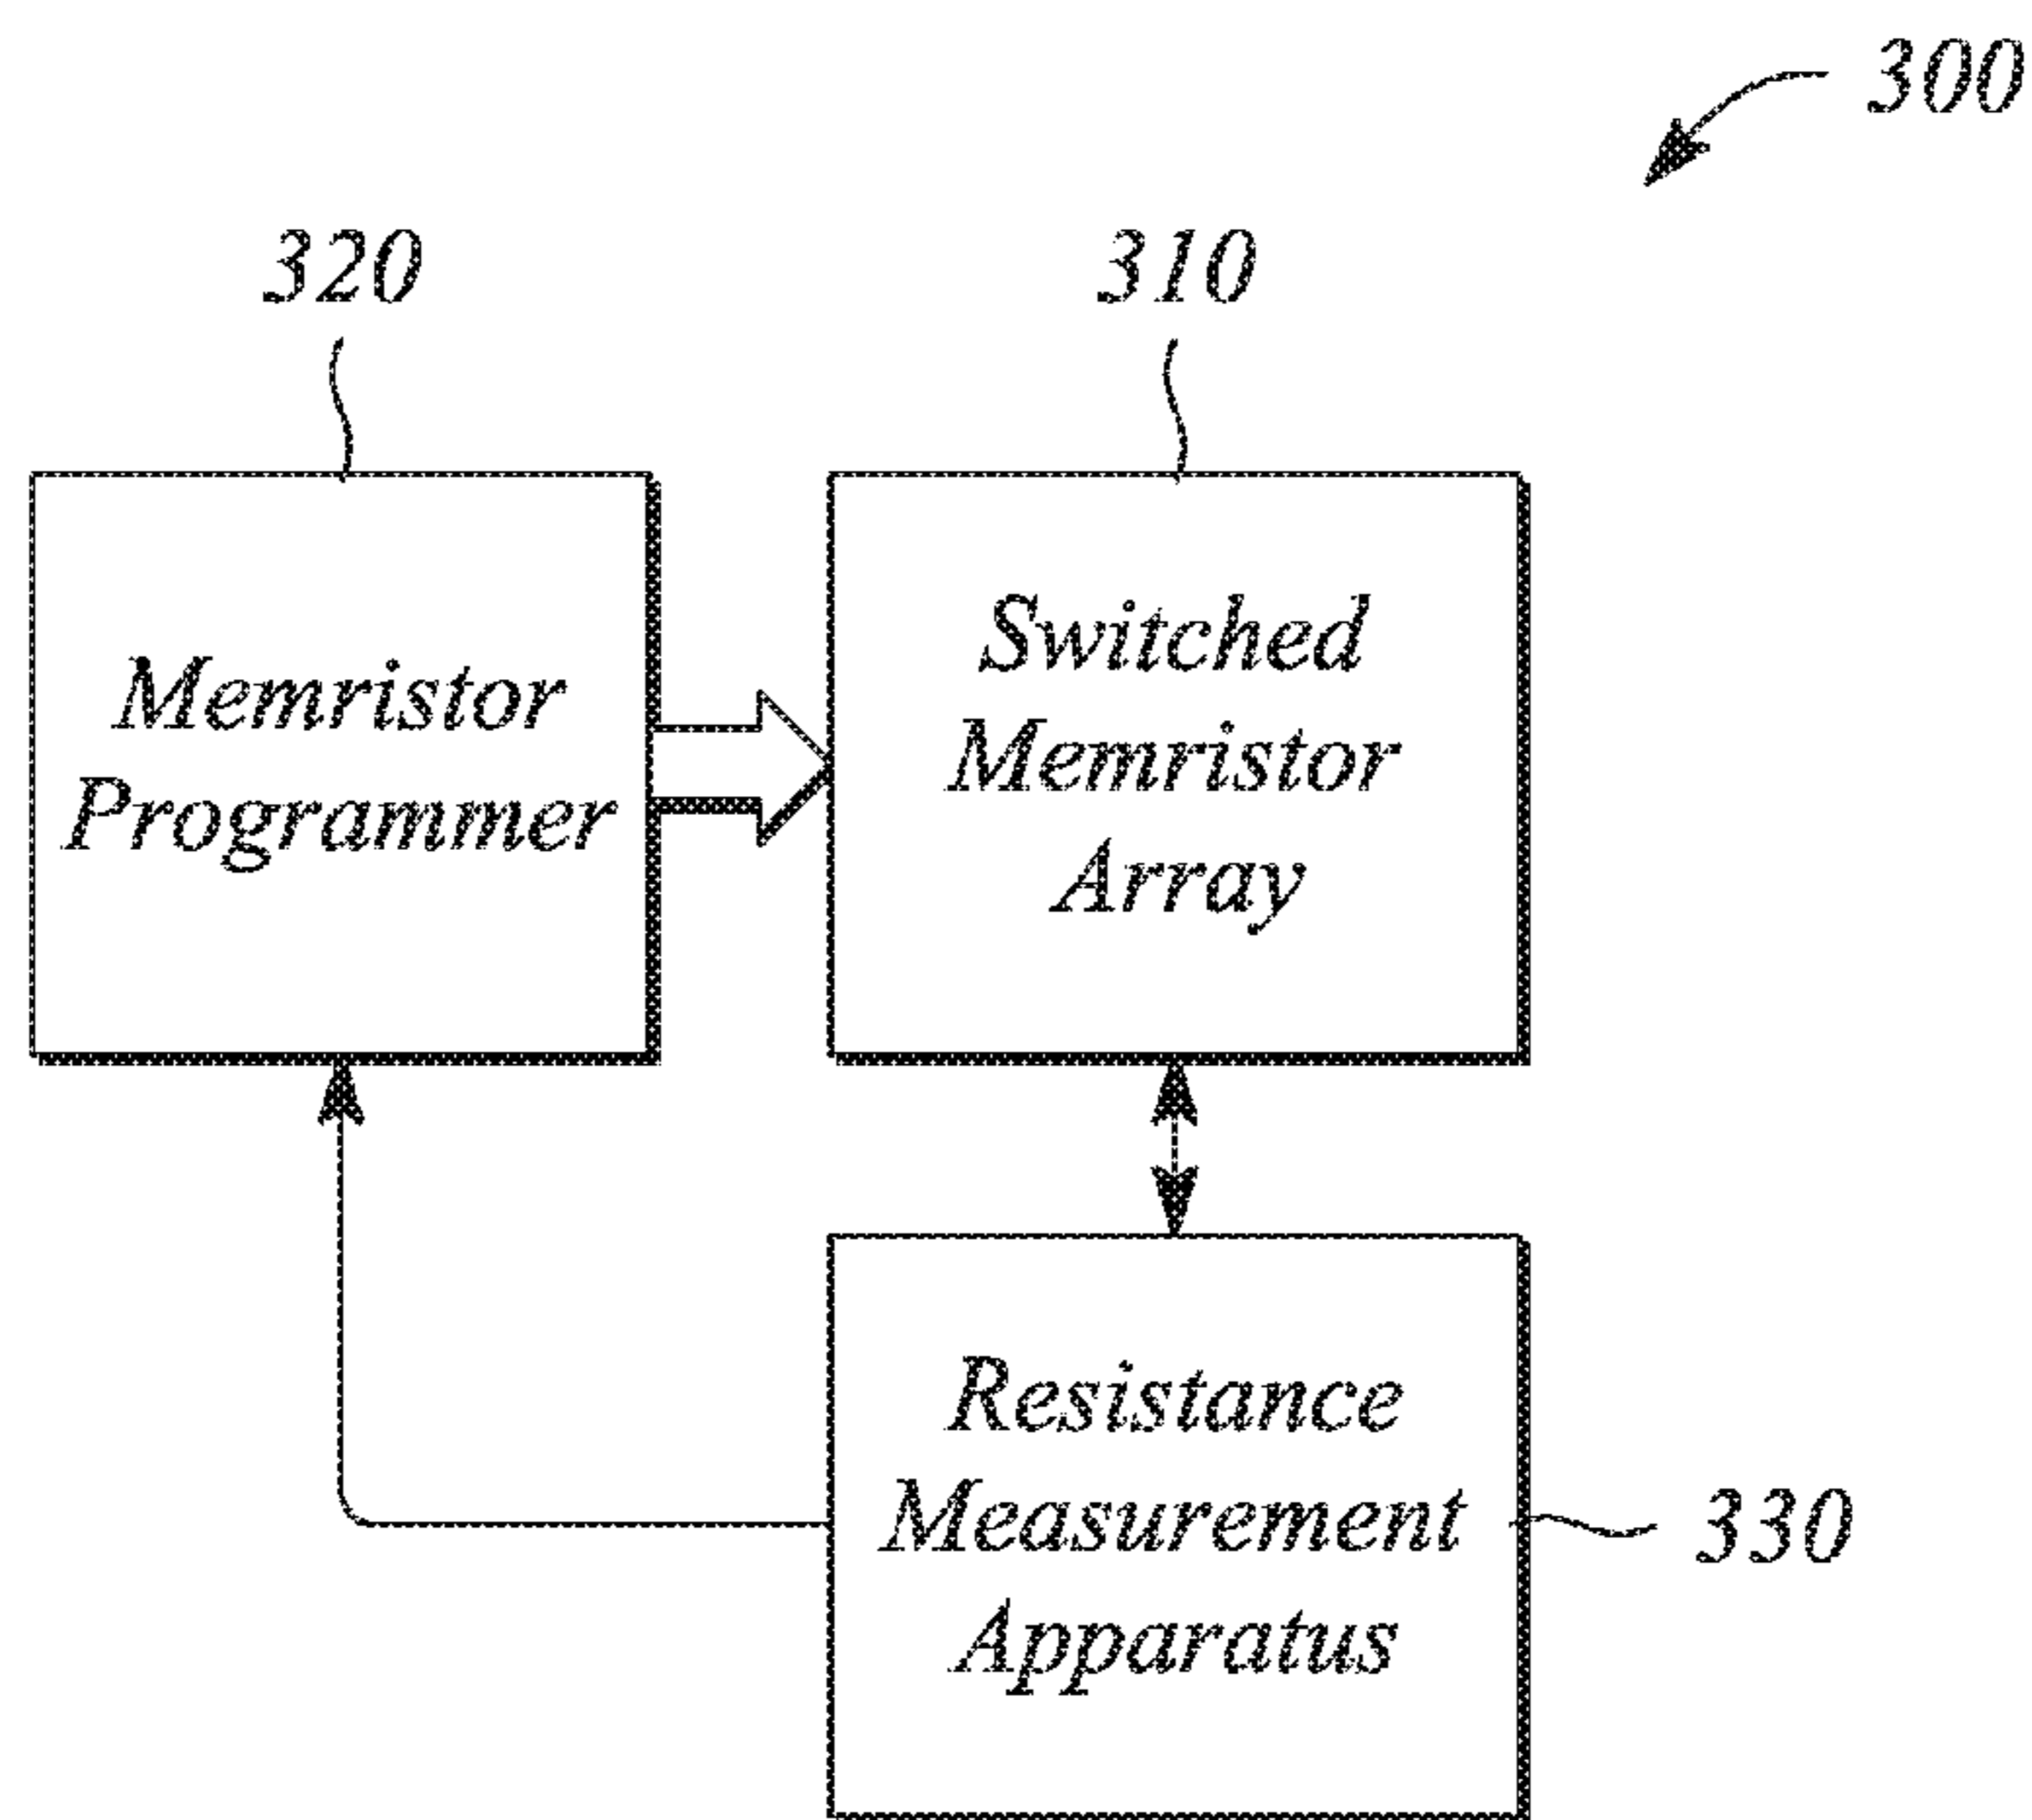 300
320
310
Memristor
Programmer
Switched
Memristor
Array
Resistance
Measurement
Apparatus
330